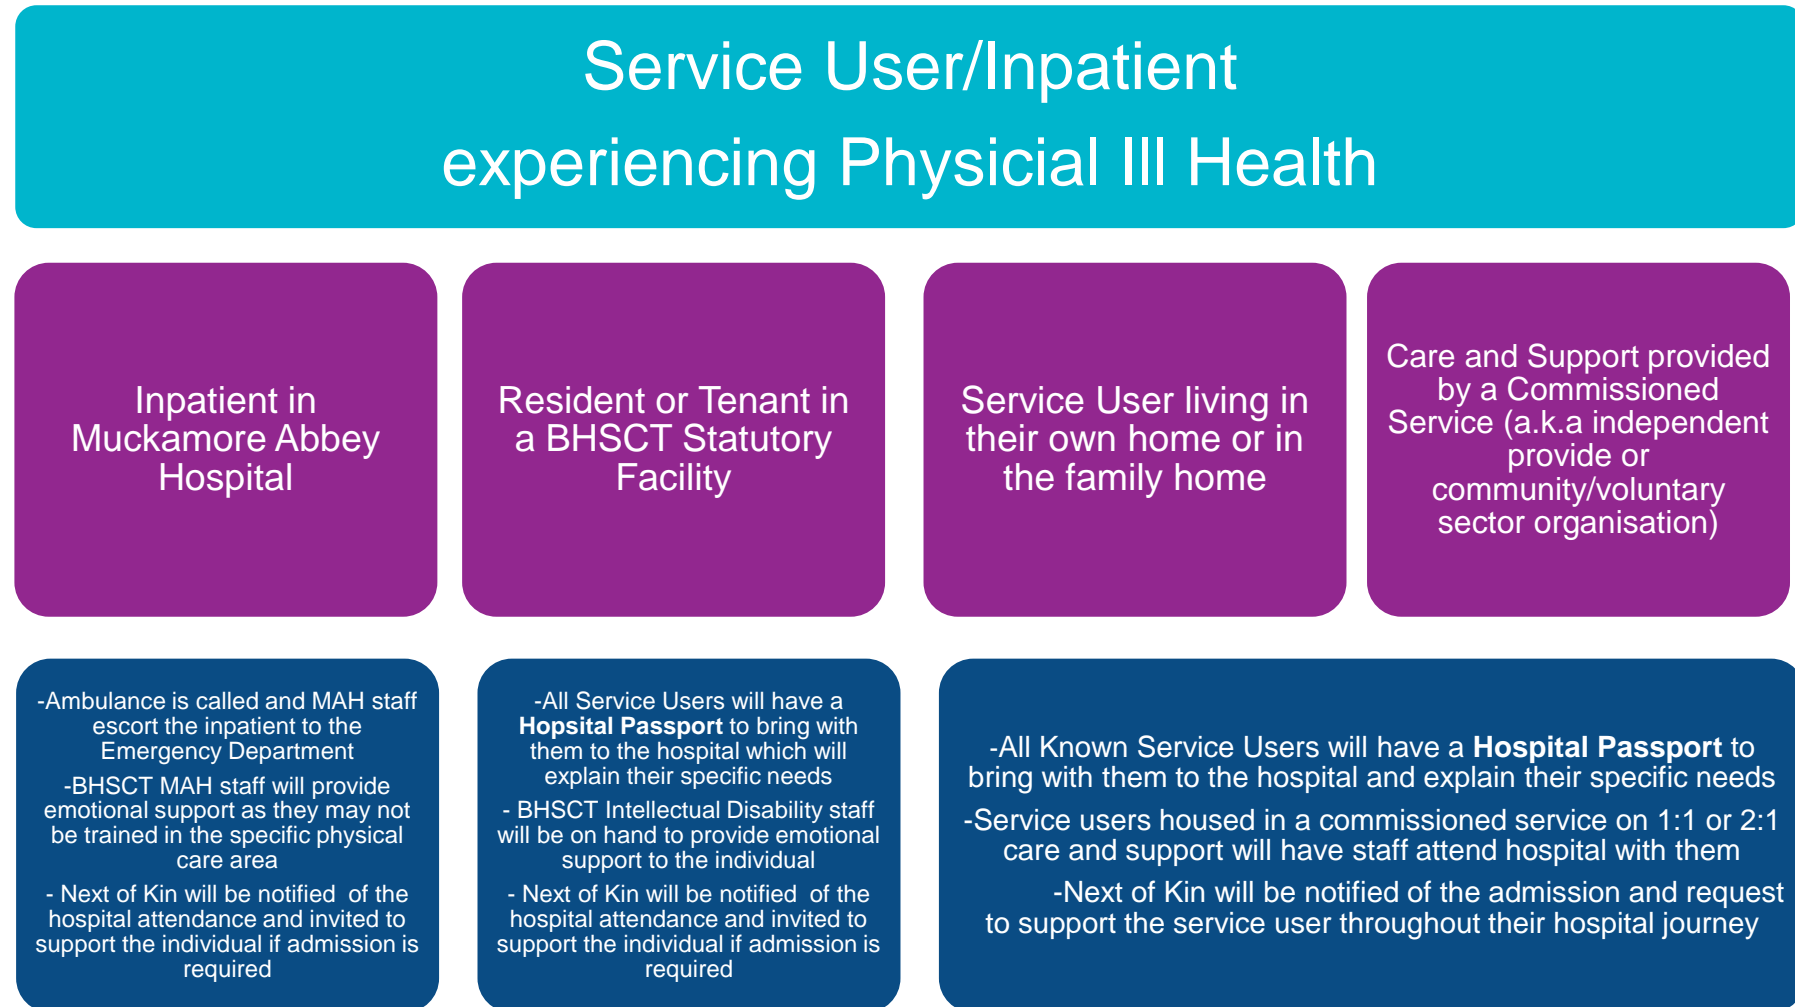 Service User/Inpatient
experiencing Physicial Ill Health
Inpatient in
Muckamore Abbey
Hospital
Resident or Tenant in
a BHSCT Statutory
Facility
Service User living in
their own home or in
the family home
Care and Support provided
by a Commissioned
Service (a.k.a independent
provide or
community/voluntary
sector organisation)
-Ambulance is called and MAH staff
escort the inpatient to the
Emergency Department
-BHSCT MAH staff will provide
emotional support as they may not
be trained in the specific physical
care area
- Next of Kin will be notified of the
hospital attendance and invited to
support the individual if admission is
required
-All Service Users will have a
Hopsital Passport to bring with
them to the hospital which will
explain their specific needs
- BHSCT Intellectual Disability staff
will be on hand to provide emotional
support to the individual
- Next of Kin will be notified of the
hospital attendance and invited to
support the individual if admission is
required
-All Known Service Users will have a Hospital Passport to
bring with them to the hospital and explain their specific needs
-Service users housed in a commissioned service on 1:1 or 2:1
care and support will have staff attend hospital with them
-Next of Kin will be notified of the admission and request
to support the service user throughout their hospital journey